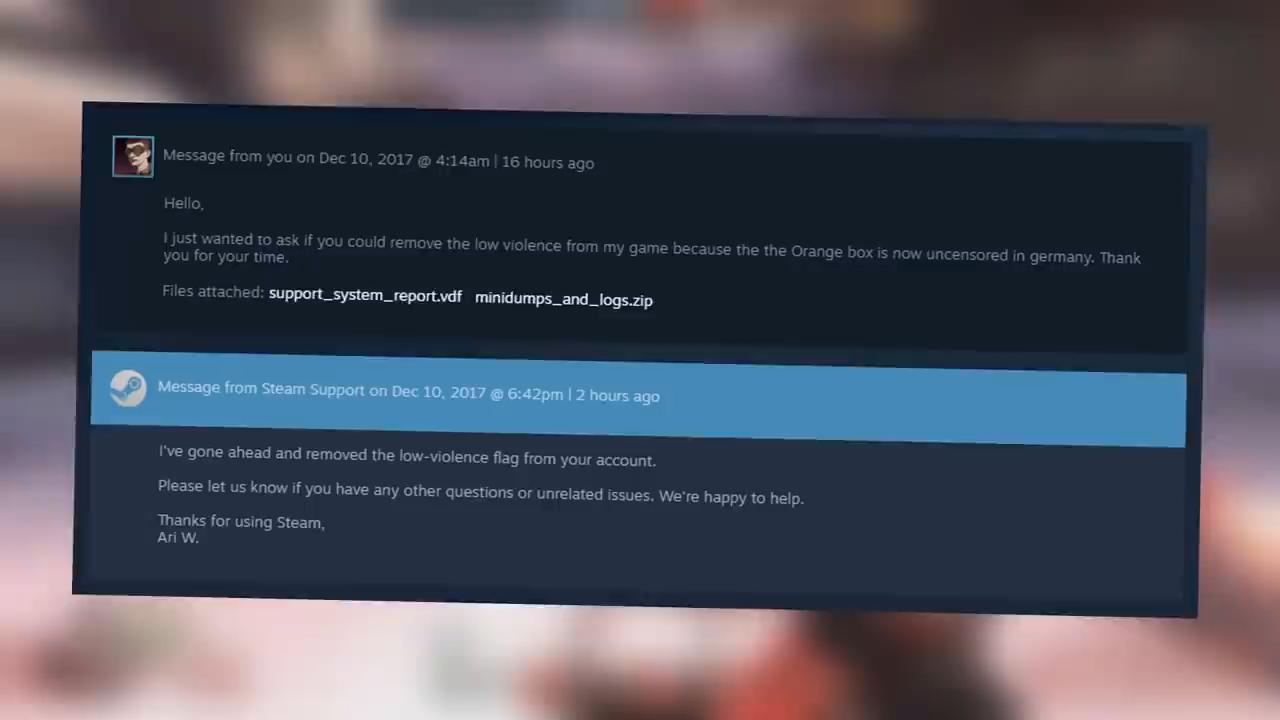 Message from you on Dec 10, 2017 @ 4:14am | 16 hours ago
Hello,
I just wanted to ask if you could remove the low violence from my game because the the Orange box is now uncensored in germany. Thank
you for your time.
Files attached: support_system_report.vdf minidumps_and_logs.zip
Message from Steam Support on Dec 10, 2017 @ 6:42pm | 2 hours ago
I've gone ahead and removed the low-violence flag from your account.
Please let us know if you have any other questions or unrelated issues. We're happy to help.
Thanks for using Steam,
Ari W.